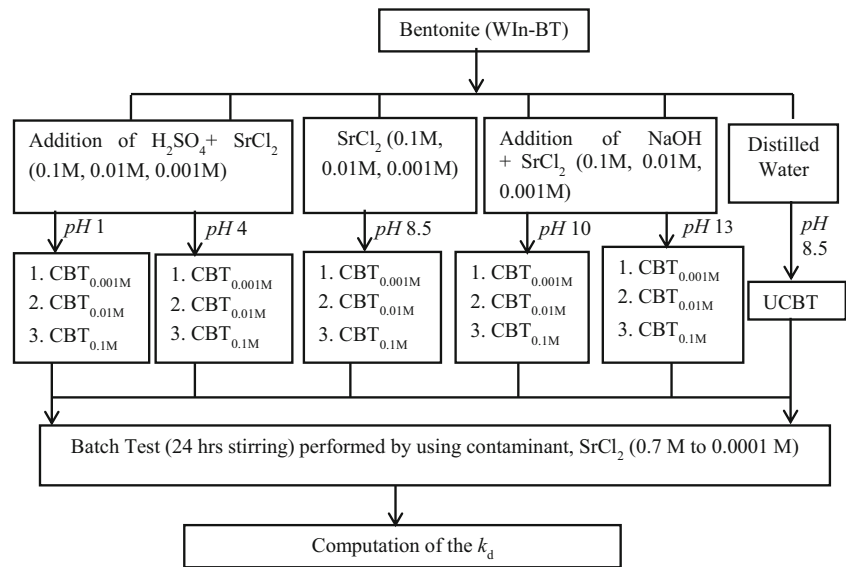 Bentonite (WIn-BT)
Addition of H₂SO₄+ SrCl₂
(0.1M, 0.01M, 0.001M)
SrCl₂ (0.1M,
0.01M, 0.001M)
Addition of NaOH
+ SrCl₂ (0.1M, 0.01M,
0.001M)
Distilled
Water
pH 1
pH 4
pH 8.5
pH 10
pH 13
pH
8.5
1. CBT₀.₀₀₁M
2. CBT₀.₀₁M
3. CBT₀.₁M
1. CBT₀.₀₀₁M
2. CBT₀.₀₁M
3. CBT₀.₁M
1. CBT₀.₀₀₁M
2. CBT₀.₀₁M
3. CBT₀.₁M
1. CBT₀.₀₀₁M
2. CBT₀.₀₁M
3. CBT₀.₁M
1. CBT₀.₀₀₁M
2. CBT₀.₀₁M
3. CBT₀.₁M
UCBT
Batch Test (24 hrs stirring) performed by using contaminant, SrCl₂ (0.7 M to 0.0001 M)
Computation of the k_d